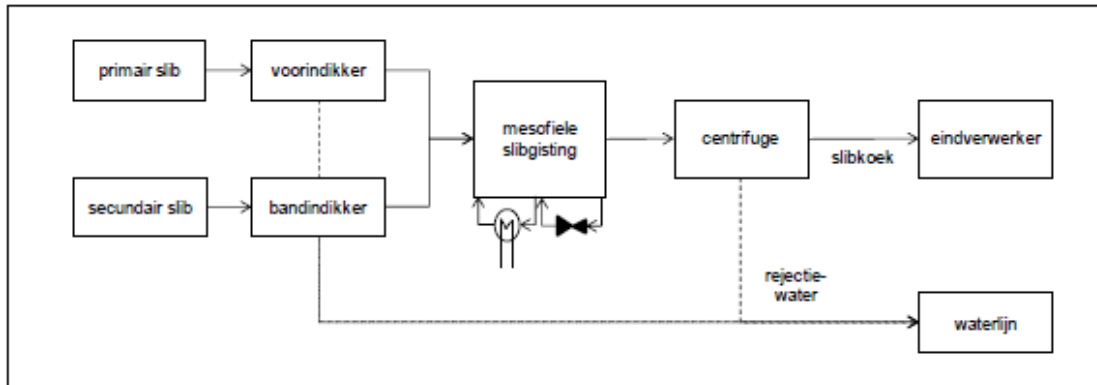 primair slib
voorindikker
mesofiele
slibgisting
centrifuge
slibkoek
eindverwerker
secundair slib
bandindikker
M
rejectie-
water
waterlijn